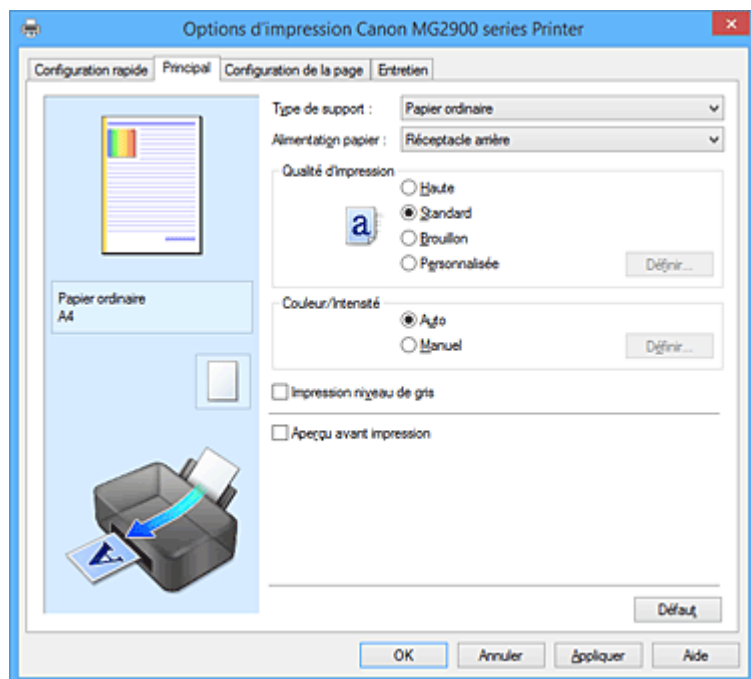 Options d'impression Canon MG2900 series Printer
Configuration rapide Principal Configuration de la page Entretien
Type de support : Papier ordinaire
Alimentation papier : Réceptacle arrière
Qualité d'impression
Haute
a Standard
Brouillon
Personnalisée Définir...
Papier ordinaire
A4
Couleur/Intensité
Auto
Manuel Définir...
Impression niveau de gris
Aperçu avant impression
A
Défaut
OK Annuler Appliquer Aide